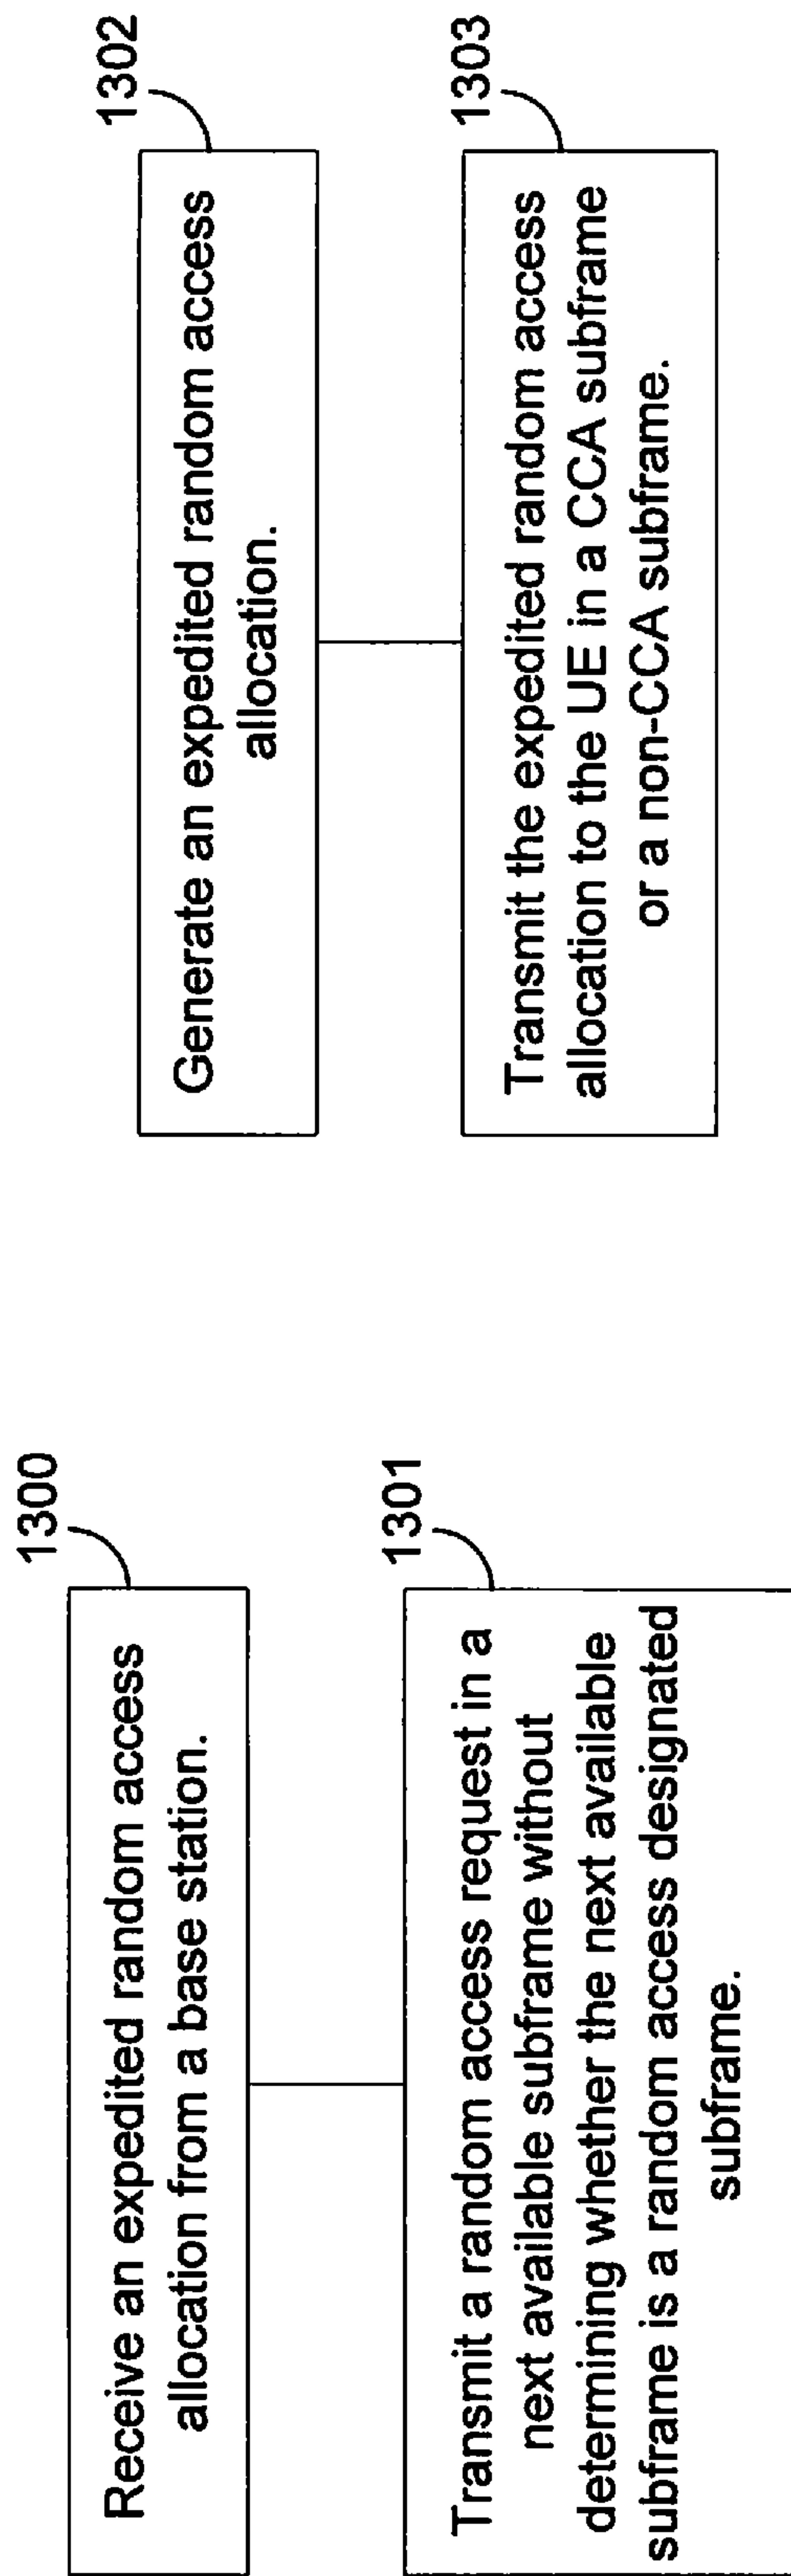 1300
Receive an expedited random access
allocation from a base station.
1301
Transmit a random access request in a
next available subframe without
determining whether the next available
subframe is a random access designated
subframe.
1302
Generate an expedited random access
allocation.
1303
Transmit the expedited random access
allocation to the UE in a CCA subframe
or a non-CCA subframe.